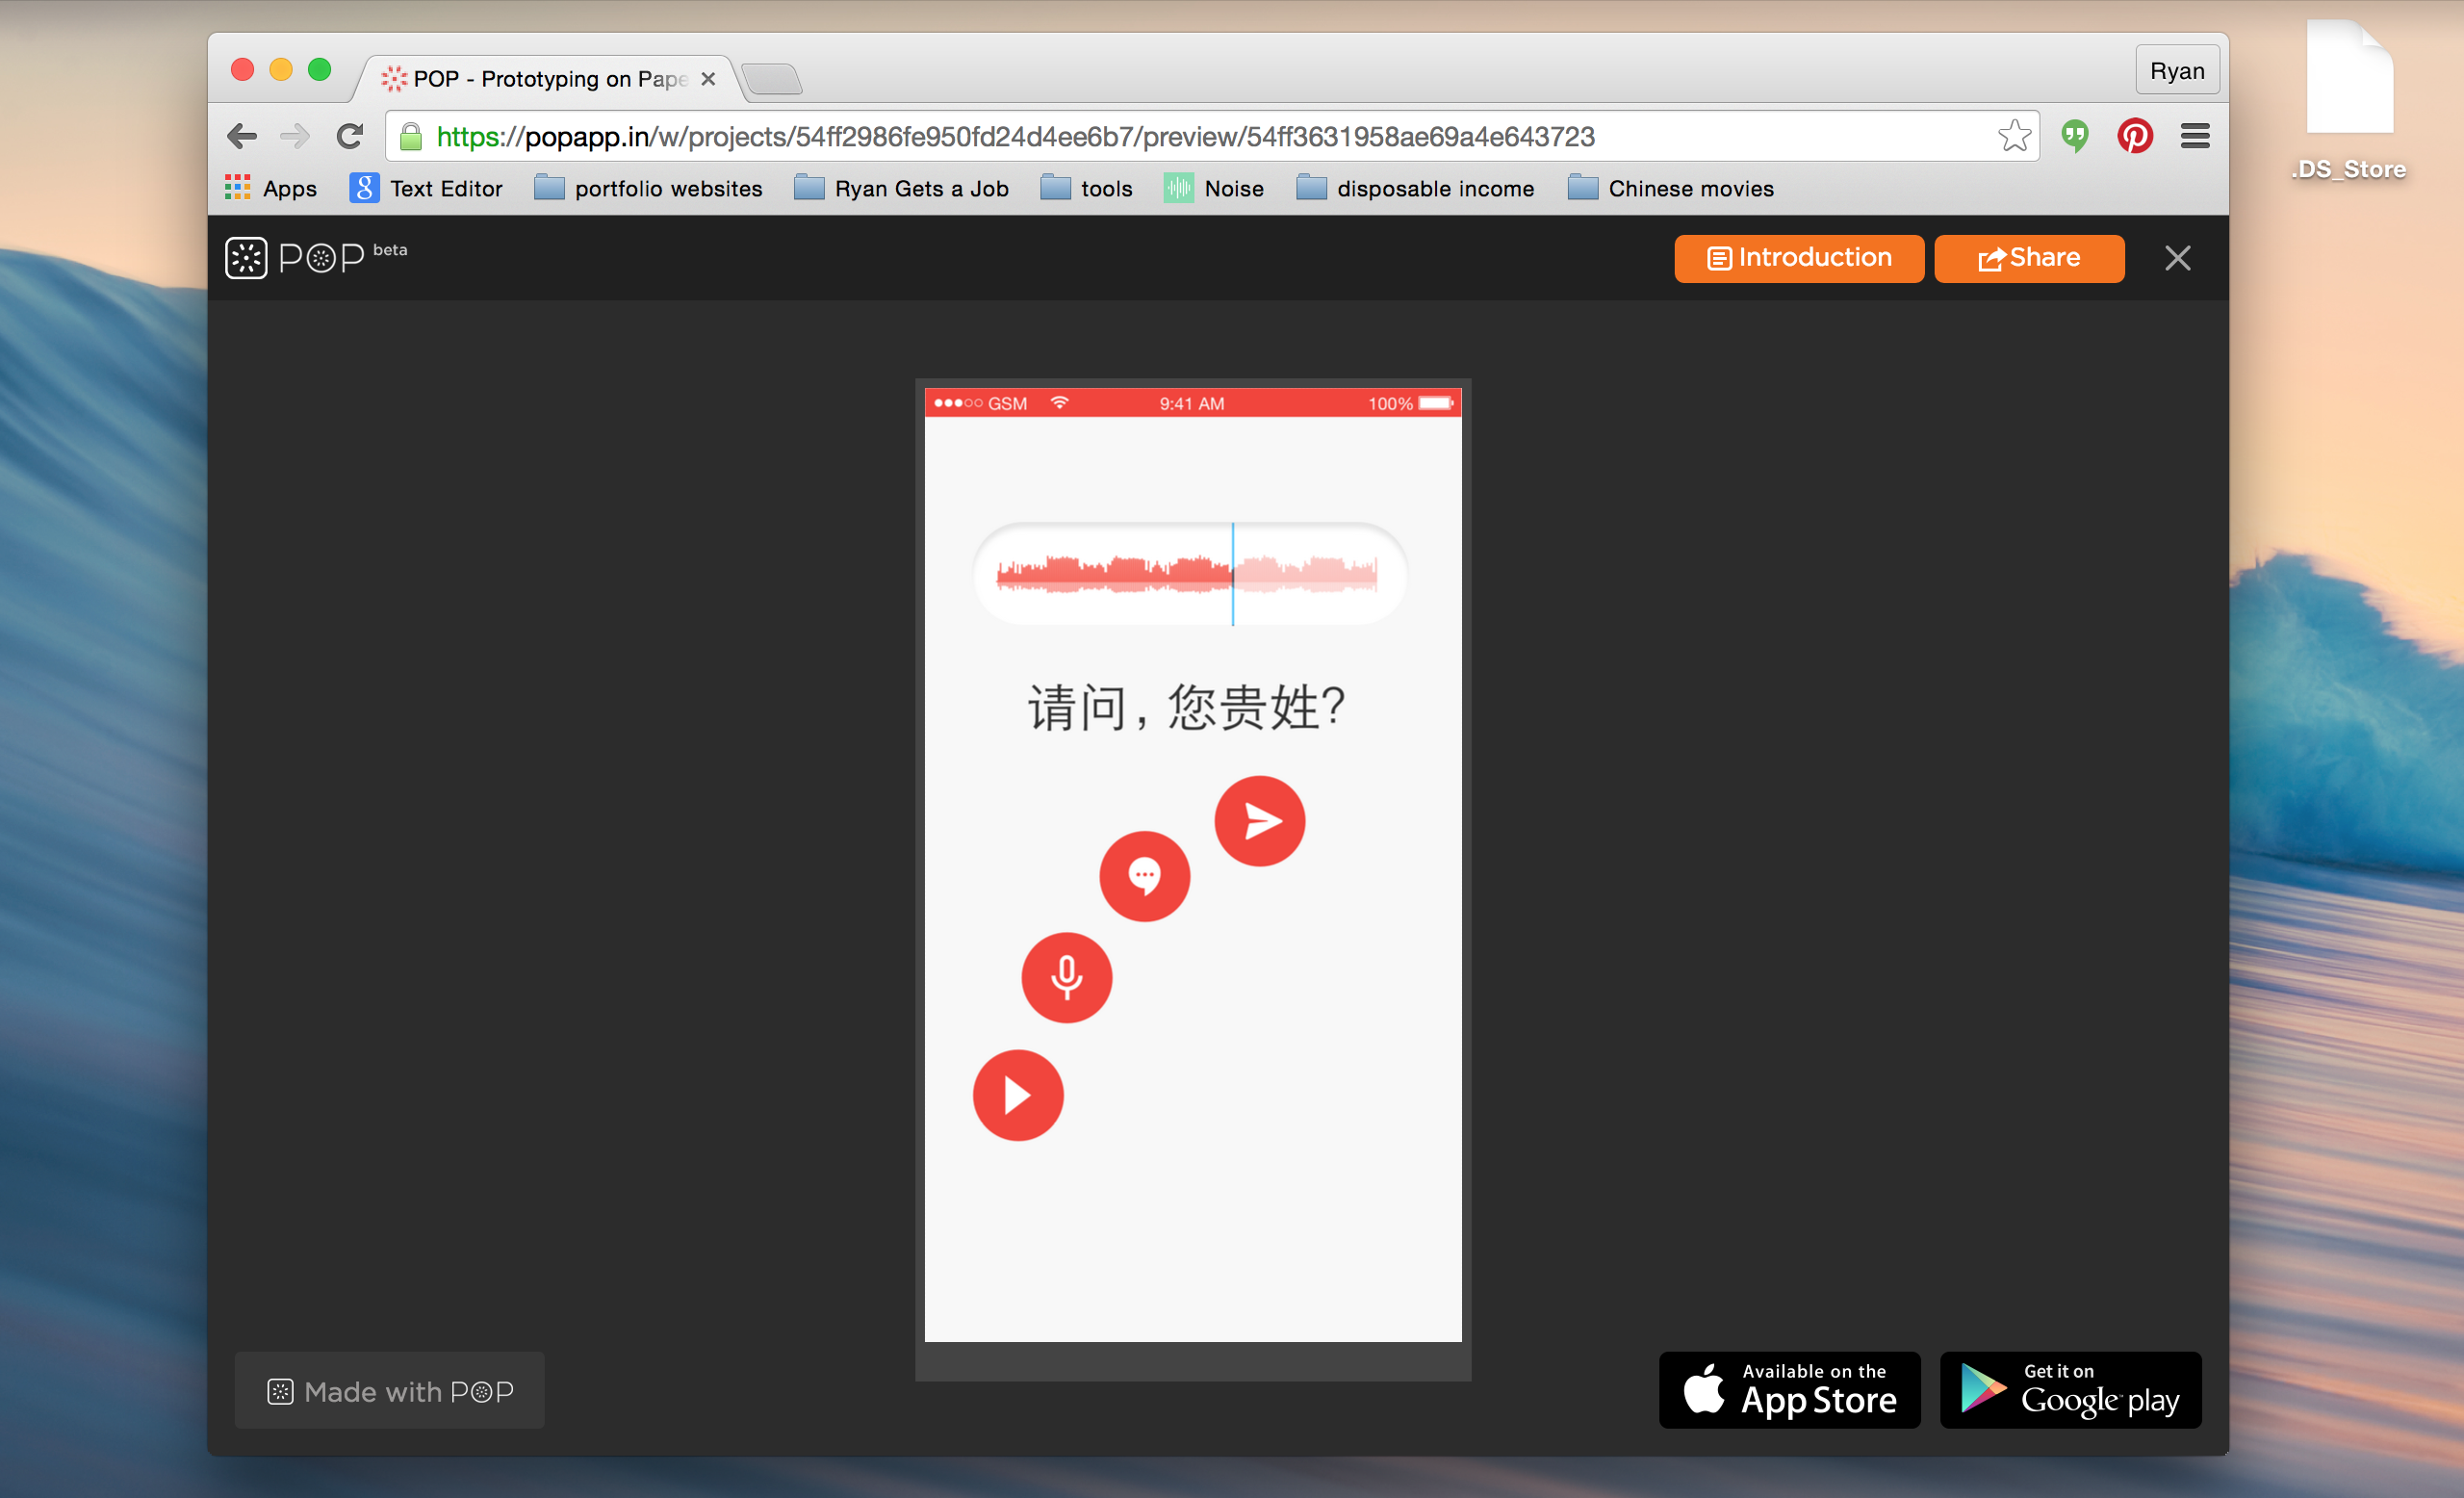 POP - Prototyping on Pape
Ryan
https://popapp.in/w/projects/54ff2986fe950fd24d4ee6b7/preview/54ff3631958ae69a4e643723
Apps Text Editor portfolio websites Ryan Gets a Job tools Noise disposable income Chinese movies
.DS_Store
POP beta
Introduction
Share
GSM 9:41 AM 100%
请问，您贵姓？
Made with POP
Available on the
App Store
Get it on
Google play